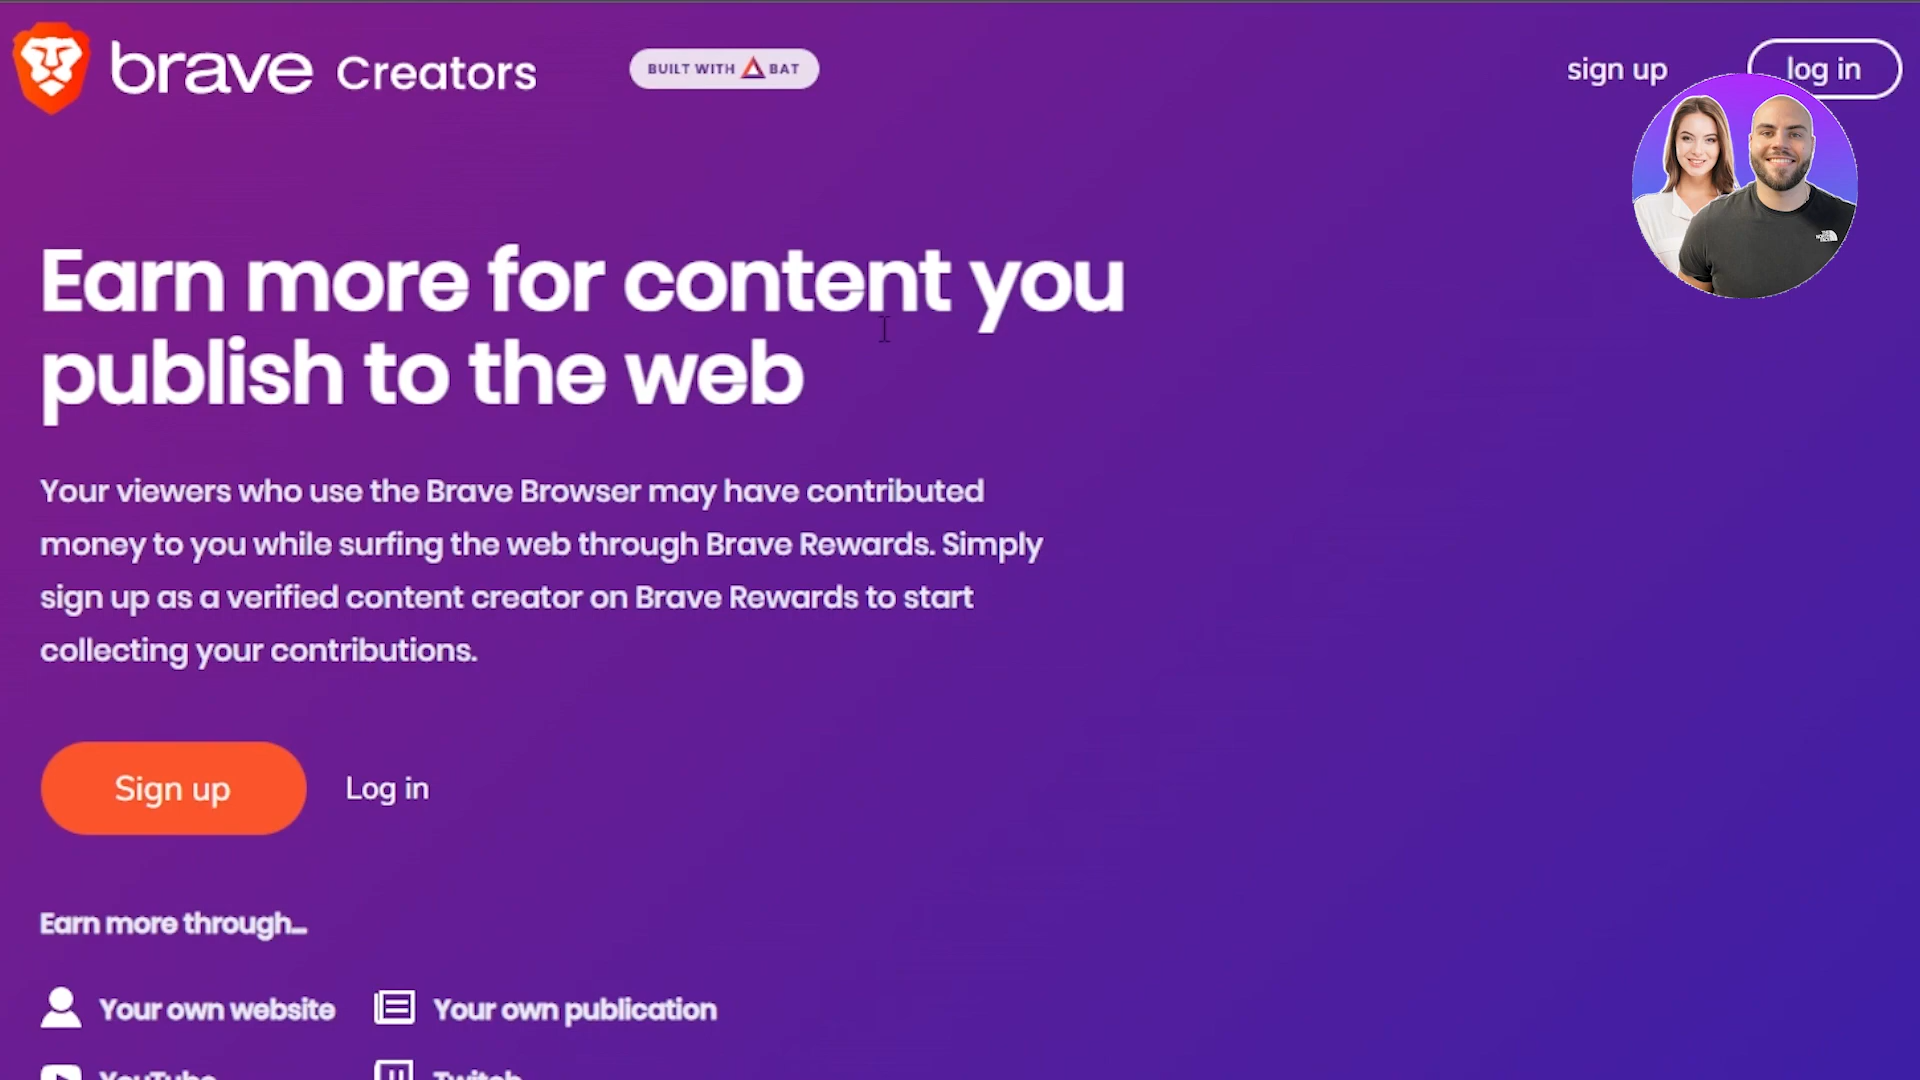 brave Creators
BUILT WITH BAT
sign up
log in
Earn more for content you
publish to the web
Your viewers who use the Brave Browser may have contributed
money to you while surfing the web through Brave Rewards. Simply
sign up as a verified content creator on Brave Rewards to start
collecting your contributions.
Sign up
Log in
Earn more through...
Your own website
Your own publication
YouTube
Twitch